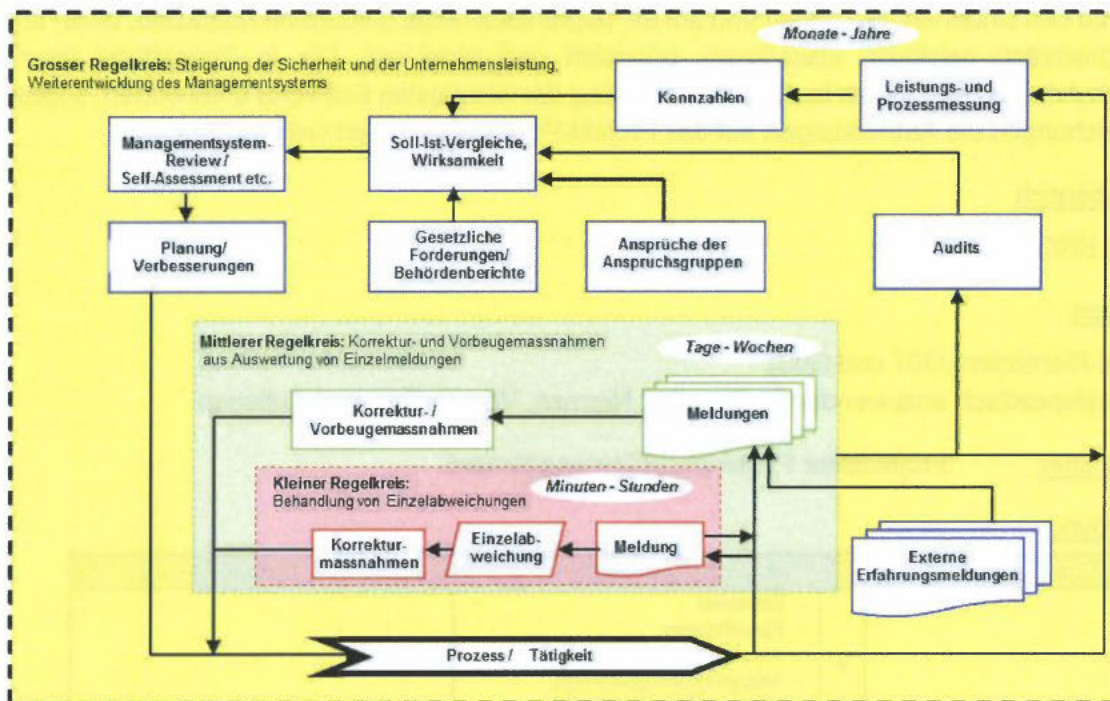 Monate - Jahre
Grosser Regelkreis: Steigerung der Sicherheit und der Unternehmensleistung,
Weiterentwicklung des Managementsystems
Kennzahlen
Leistungs- und
Prozessmessung
Managementsystem-
Review /
Self-Assessment etc.
Soll-Ist-Vergleiche,
Wirksamkeit
Planung/
Verbesserungen
Gesetzliche
Forderungen/
Behördenberichte
Ansprüche der
Anspruchsgruppen
Audits
Mittlerer Regelkreis: Korrektur- und Vorbeugemassnahmen
aus Auswertung von Einzelmeldungen
Tage - Wochen
Korrektur- /
Vorbeugemassnahmen
Meldungen
Kleiner Regelkreis:
Behandlung von Einzelabweichungen
Minuten - Stunden
Korrektur-
massnahmen
Einzelab-
weichung
Meldung
Externe
Erfahrungsmeldungen
Prozess / Tätigkeit